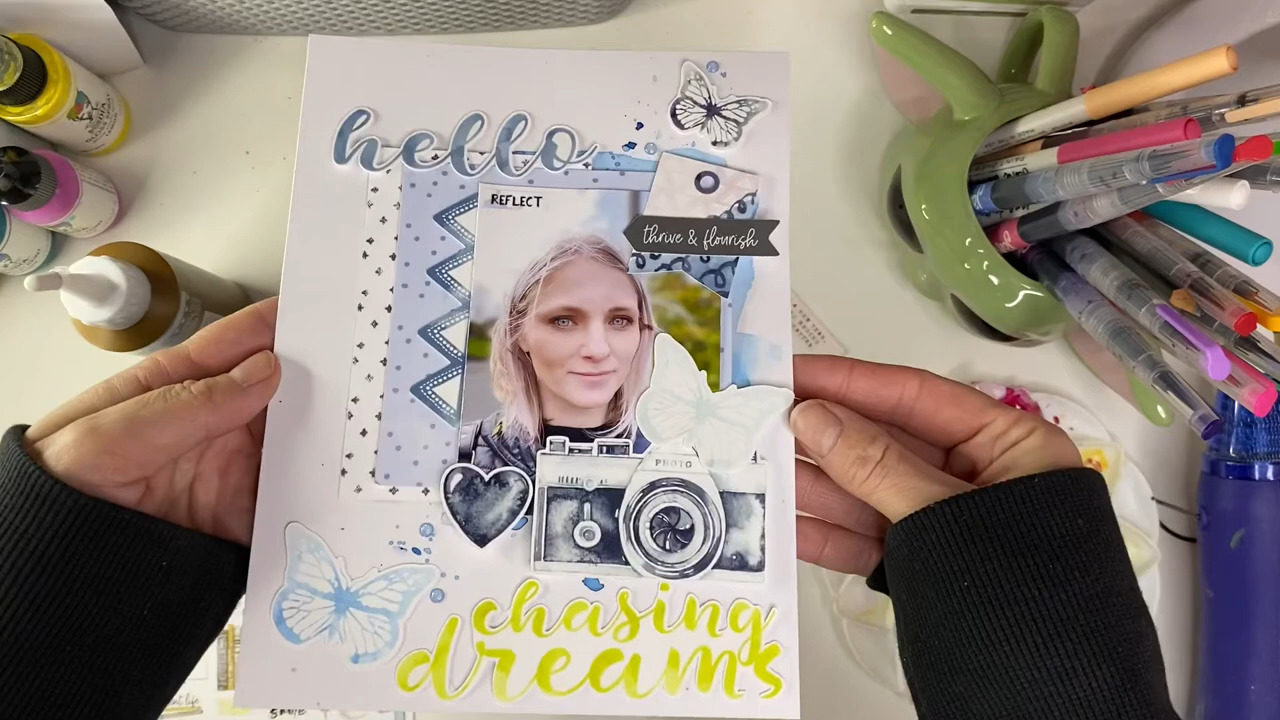 hello
REFLECT
thrive & flourish
PHOTO
chasing
dreams